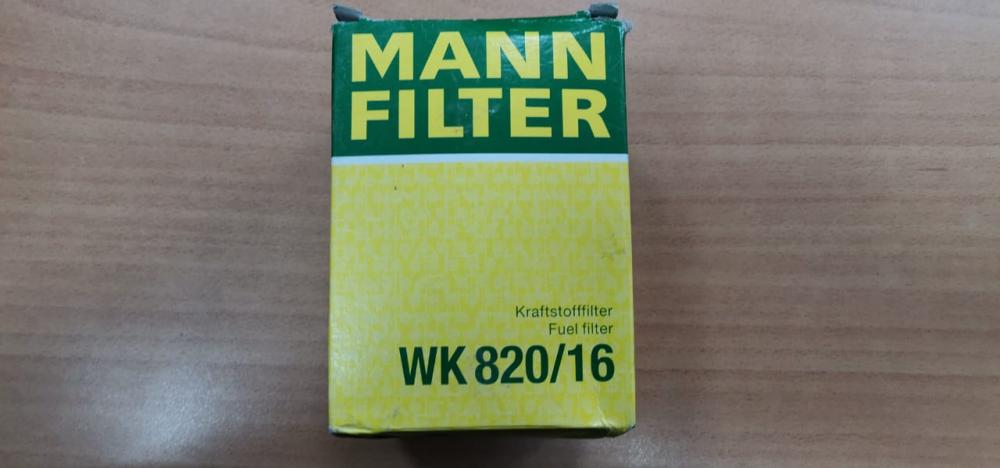 MANN
FILTER
Kraftstofffilter
Fuel filter
WK 820/16